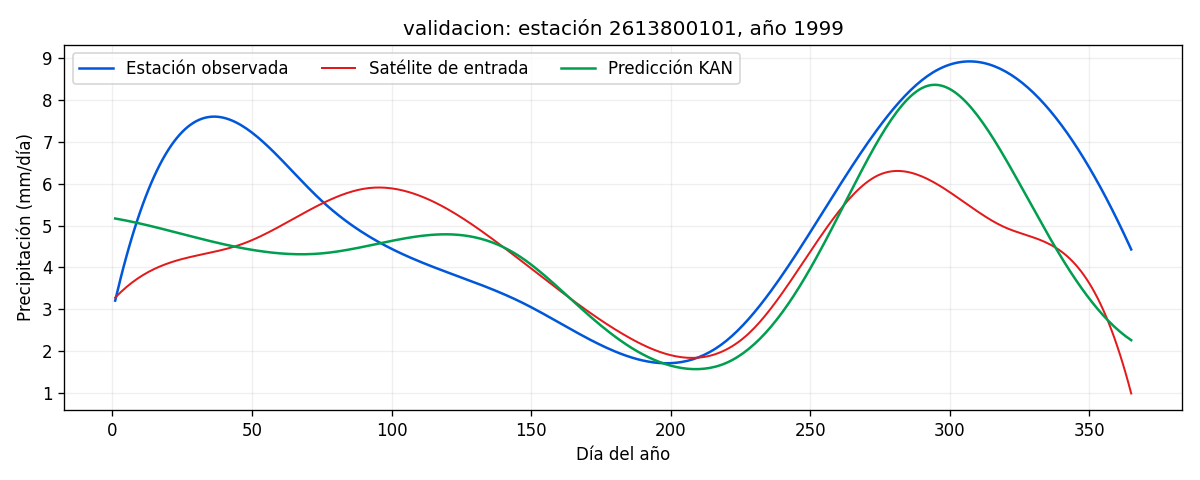 validacion: estación 2613800101, año 1999
Estación observada
Satélite de entrada
Predicción KAN
Precipitación (mm/día)
9
8
7
6
5
4
3
2
1
0
50
100
150
200
250
300
350
Día del año